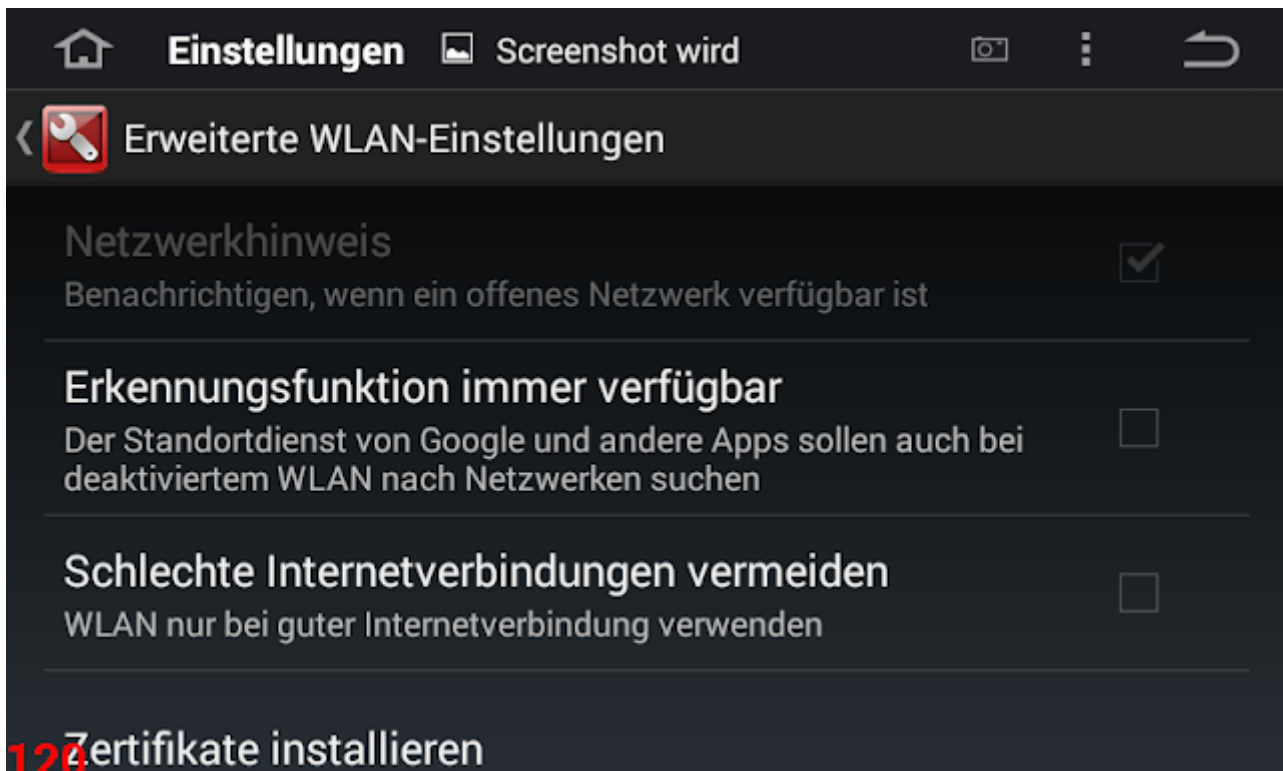 Einstellungen Screenshot wird
Erweiterte WLAN-Einstellungen
Netzwerkhinweis
Benachrichtigen, wenn ein offenes Netzwerk verfügbar ist
Erkennungsfunktion immer verfügbar
Der Standortdienst von Google und andere Apps sollen auch bei
deaktiviertem WLAN nach Netzwerken suchen
Schlechte Internetverbindungen vermeiden
WLAN nur bei guter Internetverbindung verwenden
Zertifikate installieren
120